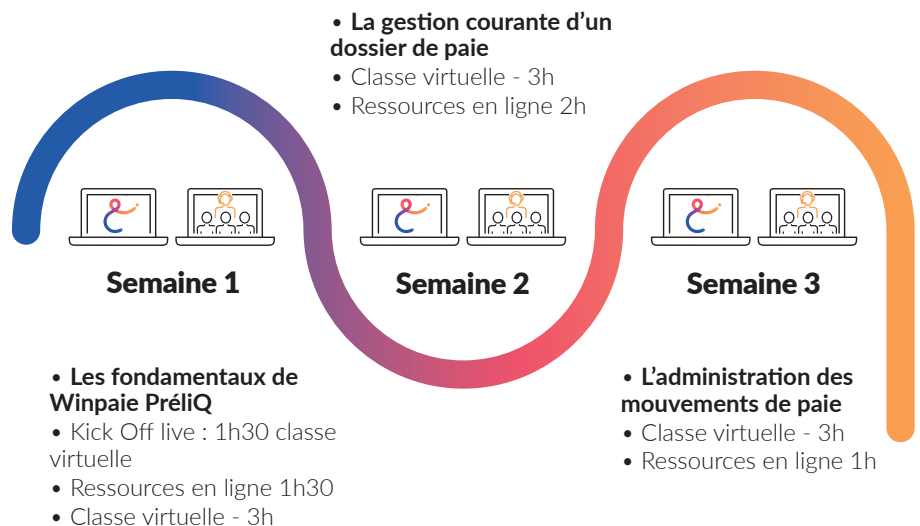 • La gestion courante d’un
dossier de paie
• Classe virtuelle - 3h
• Ressources en ligne 2h
Semaine 1
Semaine 2
Semaine 3
• Les fondamentaux de
Winpaie PréliQ
• Kick Off live : 1h30 classe
virtuelle
• Ressources en ligne 1h30
• Classe virtuelle - 3h
• L’administration des
mouvements de paie
• Classe virtuelle - 3h
• Ressources en ligne 1h